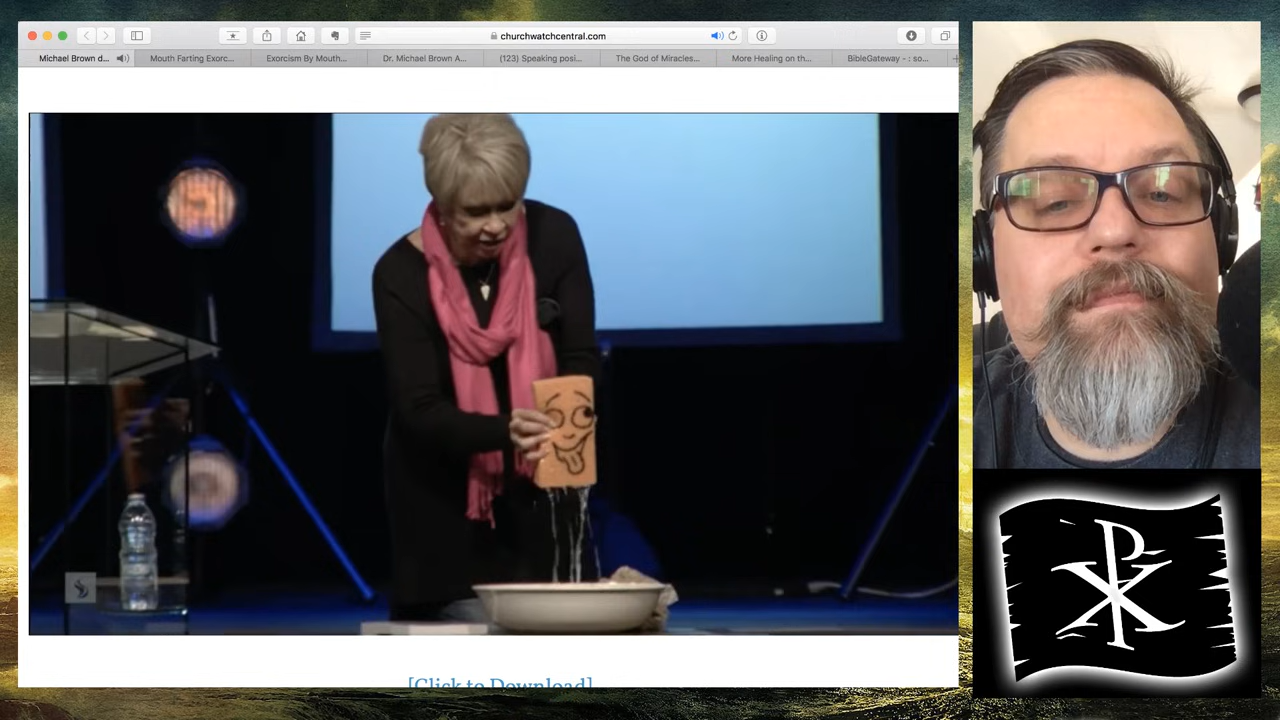 churchwatchcentral.com
Michael Brown d...
Mouth Farting Exorc...
Exorcism By Mouth...
Dr. Michael Brown A...
(123) Speaking posi...
The God of Miracles...
More Healing on th...
BibleGateway - : so...
[Click to Download]